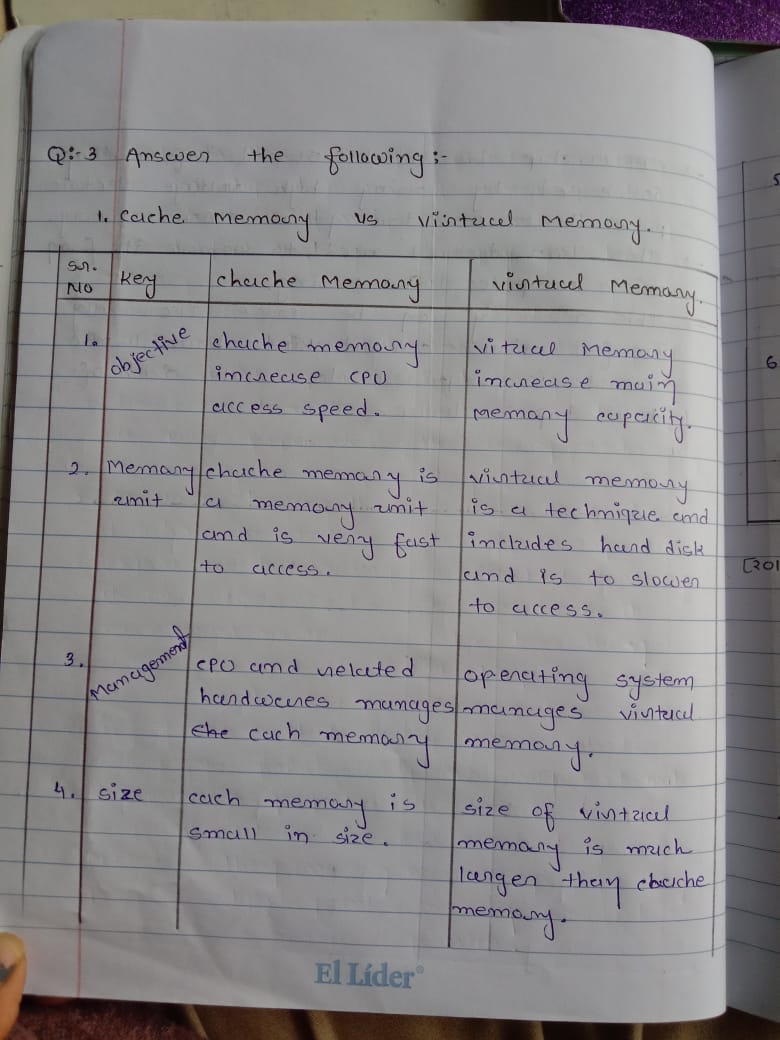 Q:-3 Answer the following :-
1. Cache Memory vs Virtual Memory.
Sr. No Key Chache Memory Virtual Memory.
1. Objective chache memory vitual Memory
increase CPU increase main
access speed. Memory capacity.
2. Memory chache memory is virtual memory
unit a memory unit is a technique and
and is very fast includes hard disk
to access. and is to slower
to access.
3. Management CPU and related operating system
hardwares manages manages virtual
the cach memory memory.
4. size cach memory is size of virtual
small in size. memory is much
larger than chache
memory.
El Líder
5
6
[201